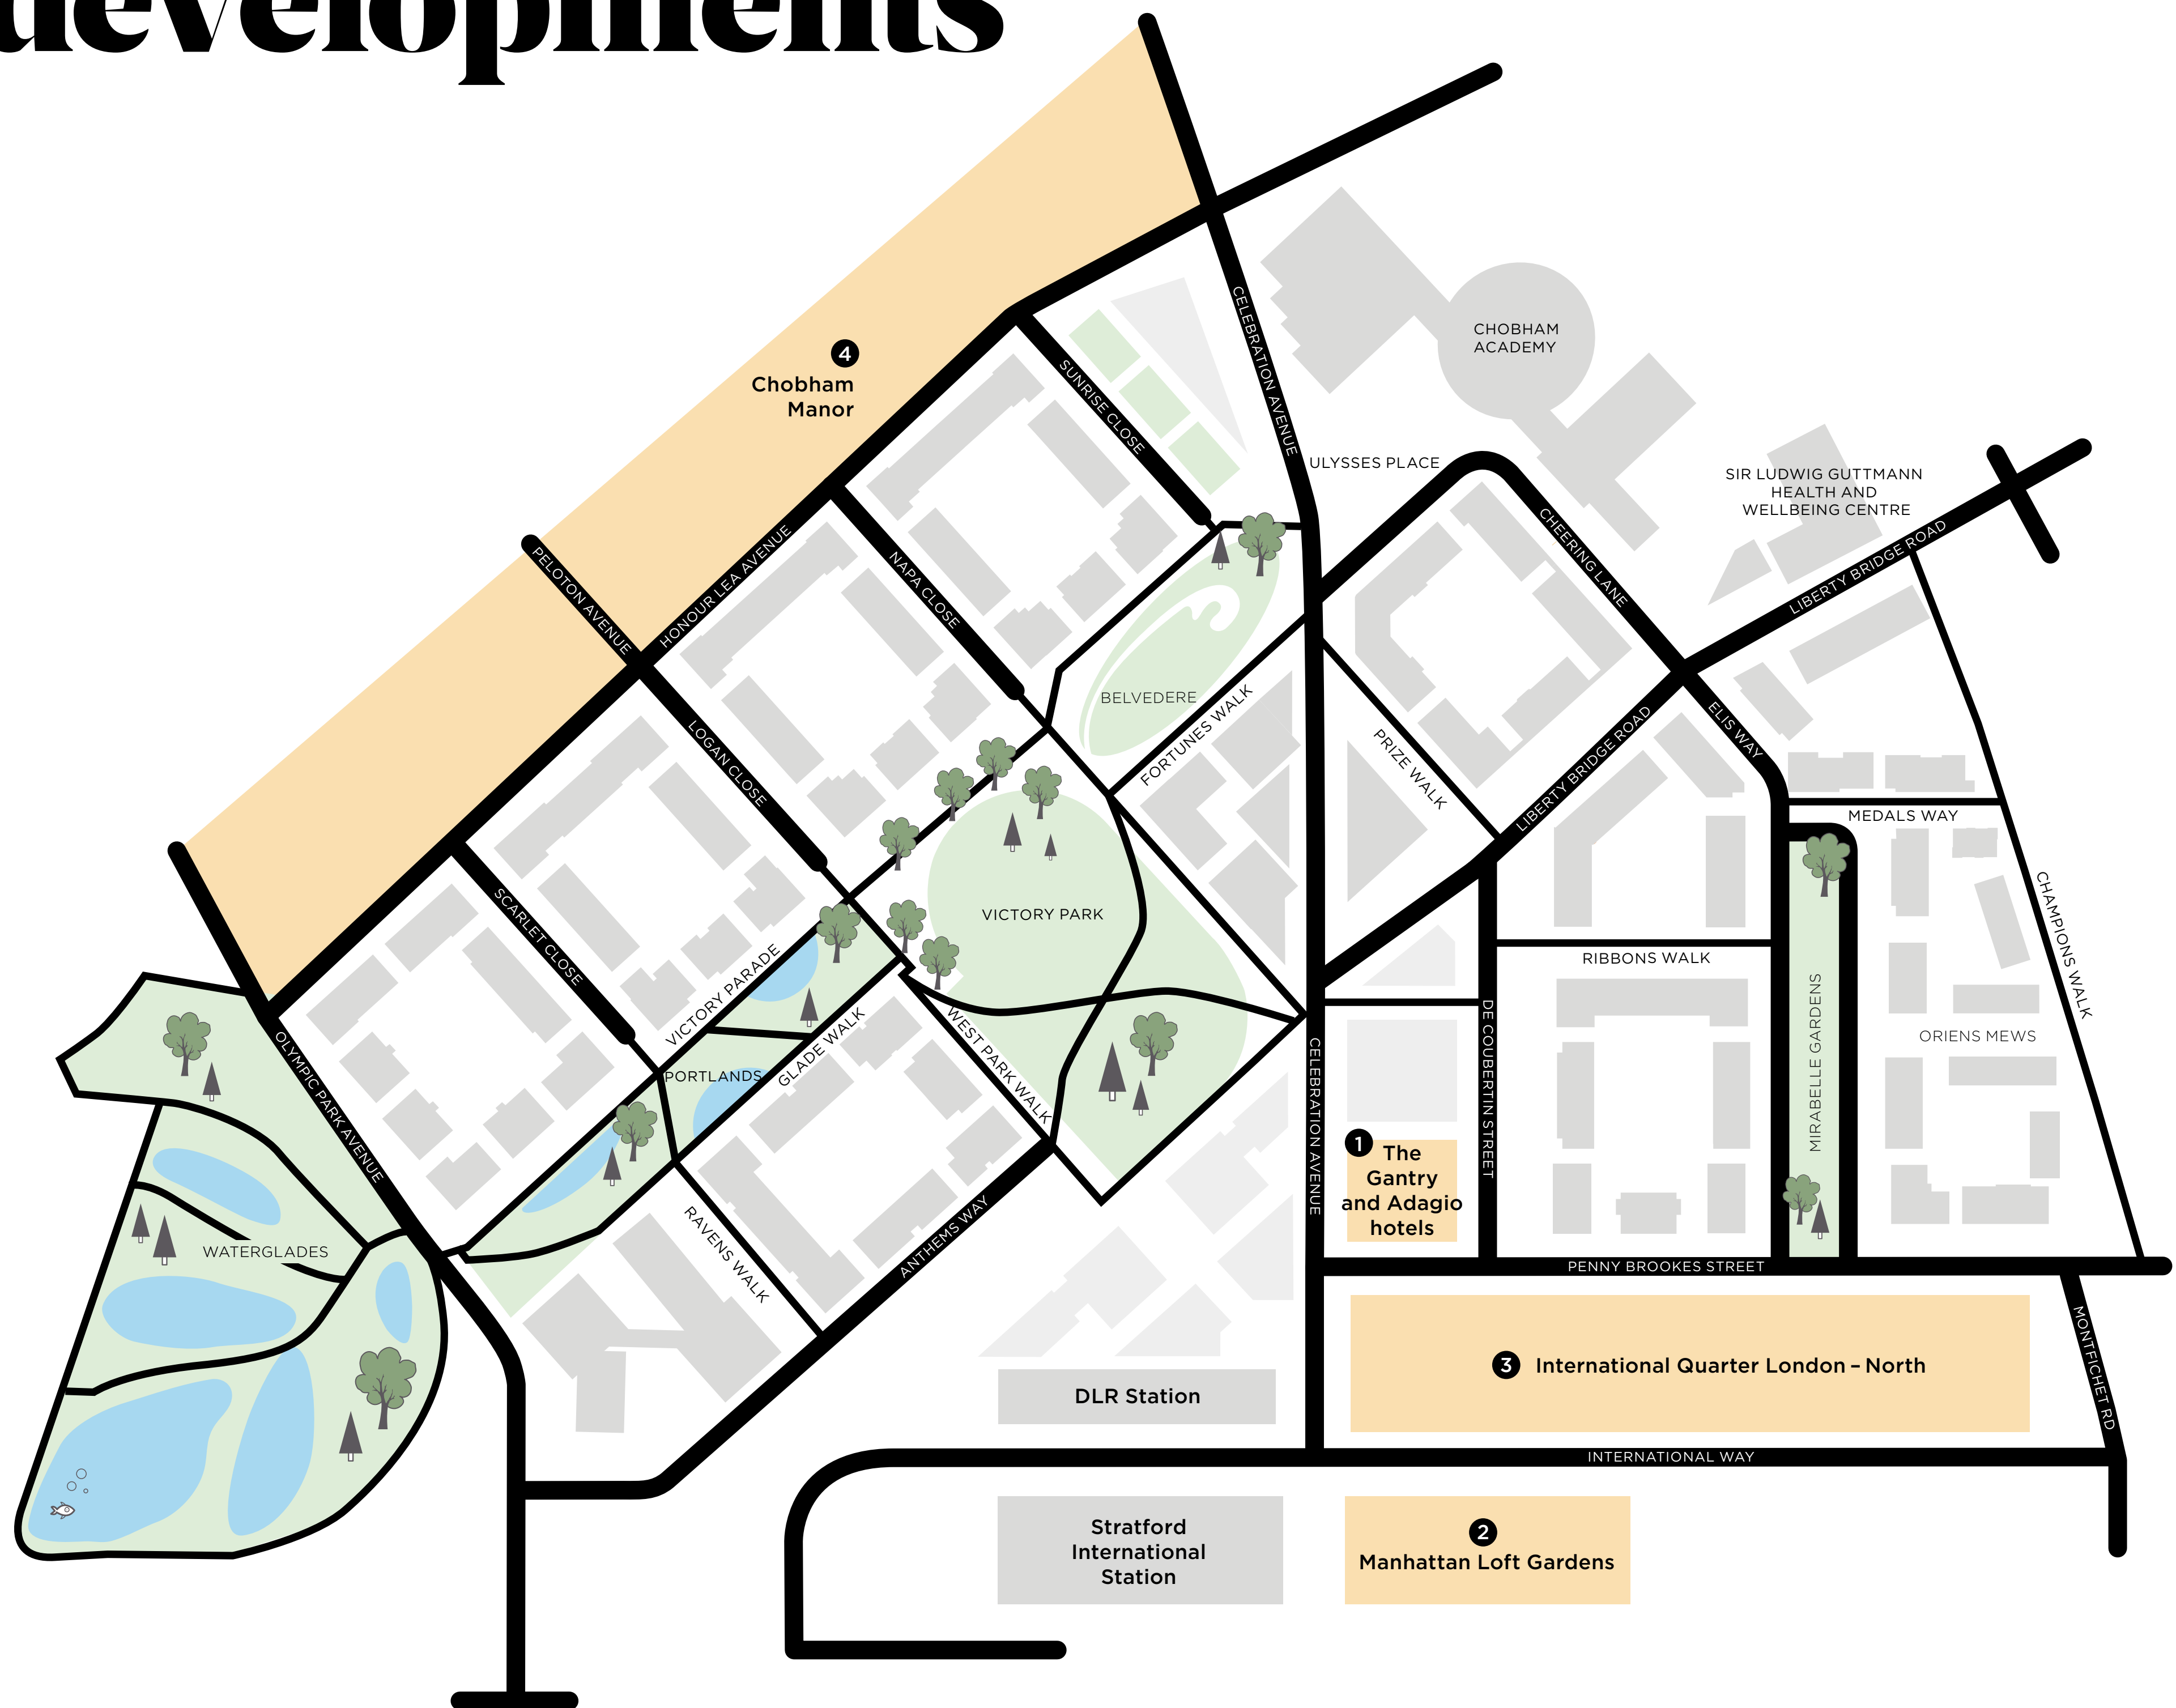 developments
4
Chobham
Manor
CELEBRATION AVENUE
CHOBHAM
ACADEMY
SUNRISE CLOSE
ULYSSES PLACE
SIR LUDWIG GUTTMANN
HEALTH AND
WELLBEING CENTRE
PELOTON AVENUE
HONOUR LEA AVENUE
NAPA CLOSE
CHEERING LANE
LIBERTY BRIDGE ROAD
BELVEDERE
FORTUNES WALK
LOGAN CLOSE
PRIZE WALK
LIBERTY BRIDGE ROAD
ELIS WAY
MEDALS WAY
SCARLET CLOSE
VICTORY PARK
CHAMPIONS WALK
VICTORY PARADE
RIBBONS WALK
OLYMPIC PARK AVENUE
PORTLANDS
GLADE WALK
WEST PARK WALK
CELEBRATION AVENUE
DE COUBERTIN STREET
MIRABELLE GARDENS
ORIENS MEWS
1
The
Gantry
and Adagio
hotels
WATERGLADES
RAVENS WALK
ANTHEMS WAY
PENNY BROOKES STREET
3 International Quarter London – North
MONTFICHET RD
DLR Station
INTERNATIONAL WAY
Stratford
International
Station
2
Manhattan Loft Gardens